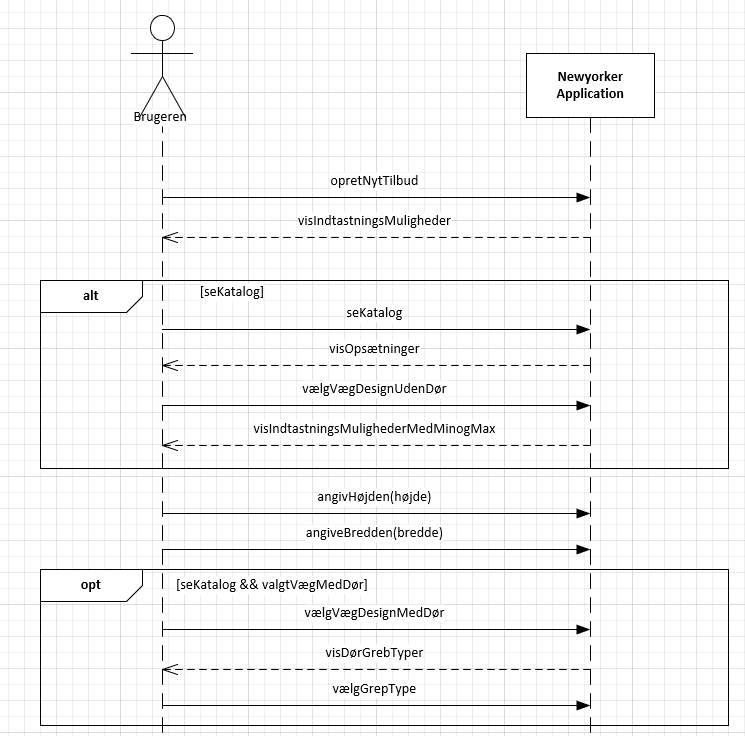 Brugeren
Newyorker
Application
opretNytTilbud
visIndtastningsMuligheder
alt
[seKatalog]
seKatalog
visOpsætninger
vælgVægDesignUdenDør
visIndtastningsMulighederMedMinogMax
angivHøjden(højde)
angiveBredden(bredde)
opt
[seKatalog && valgtVægMedDør]
vælgVægDesignMedDør
visDørGrebTyper
vælgGrepType